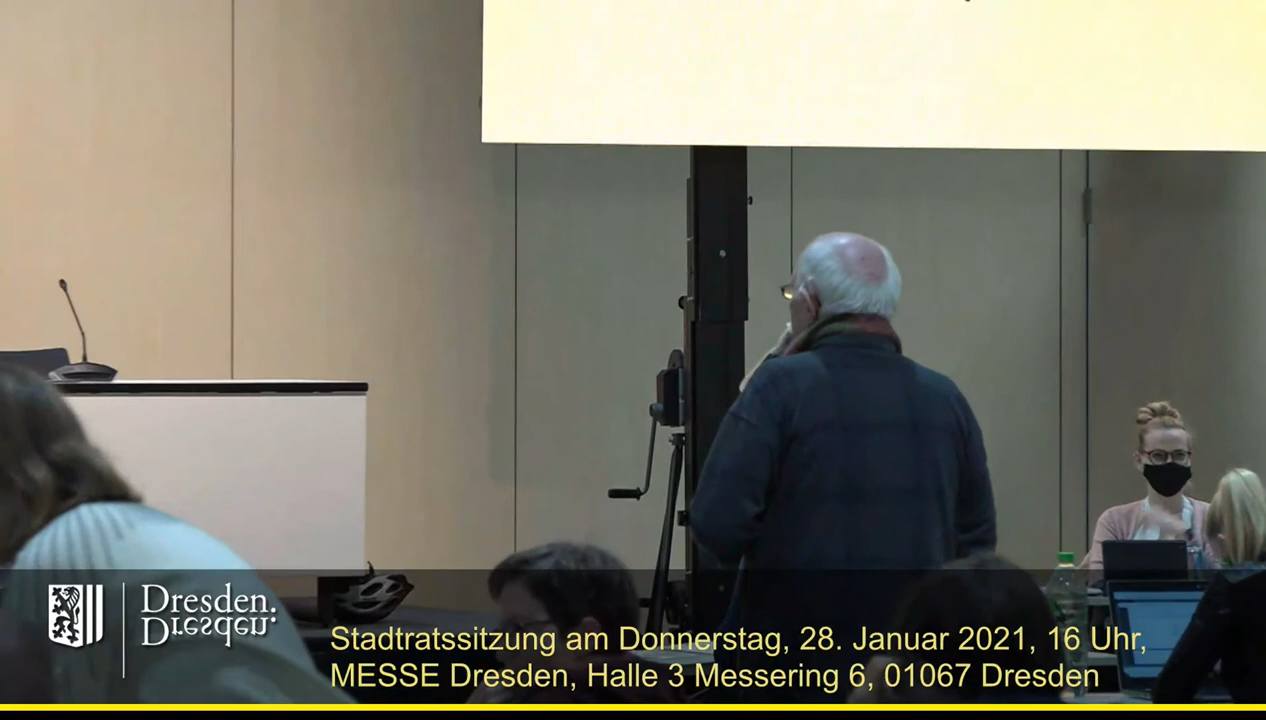 Dresden.
Dresden.
Stadtratssitzung am Donnerstag, 28. Januar 2021, 16 Uhr,
MESSE Dresden, Halle 3 Messering 6, 01067 Dresden